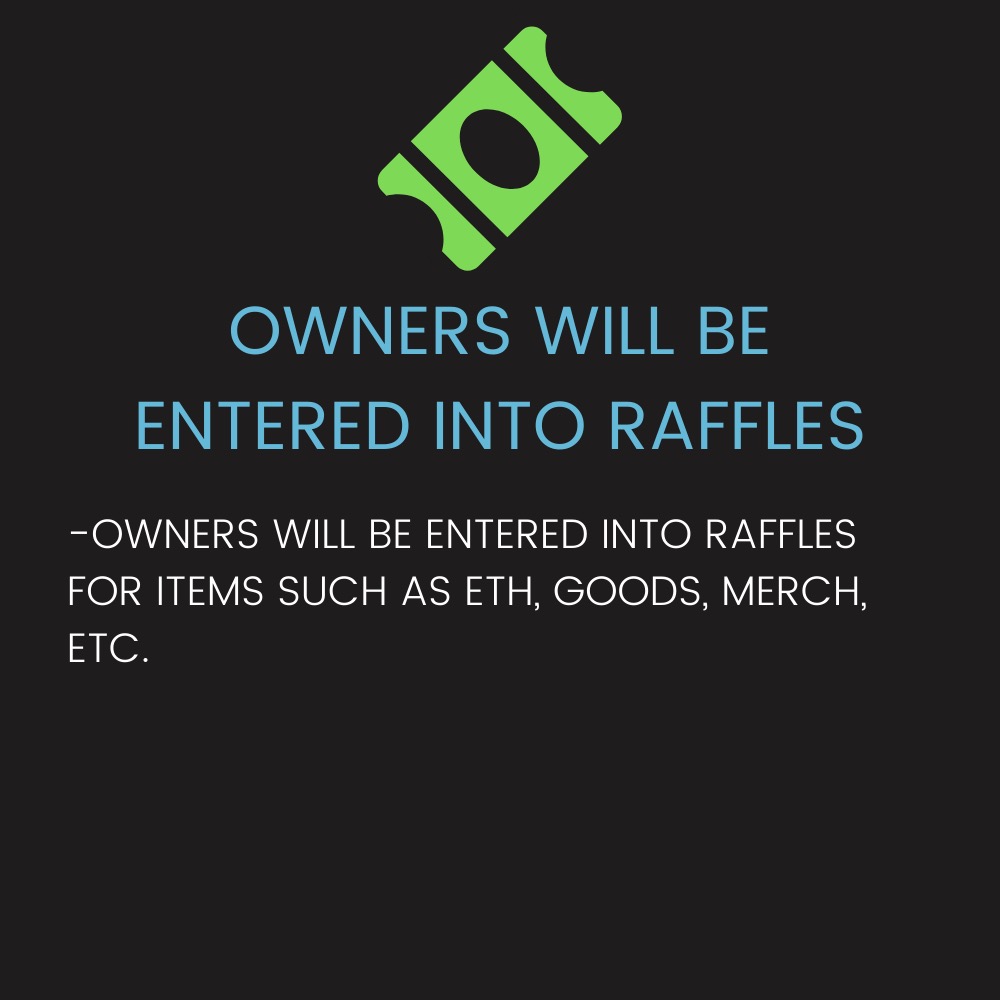 OWNERS WILL BE
ENTERED INTO RAFFLES
-OWNERS WILL BE ENTERED INTO RAFFLES
FOR ITEMS SUCH AS ETH, GOODS, MERCH,
ETC.